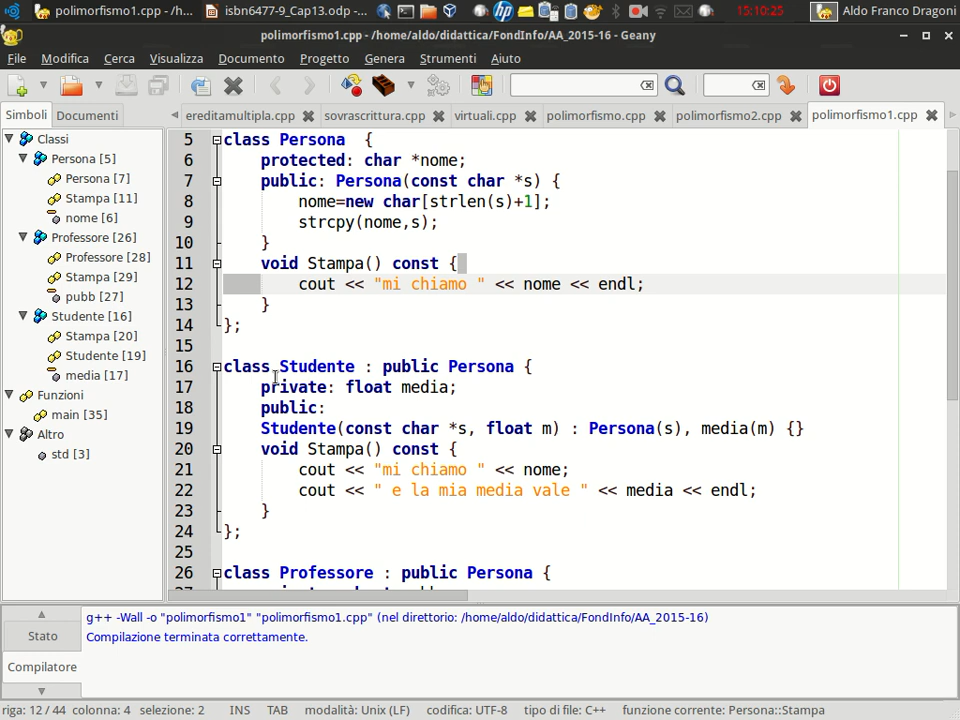 polimorfismo1.cpp - /h...
isbn6477-9_Cap13.odp -...
15:10:25
Aldo Franco Dragoni
polimorfismo1.cpp - /home/aldo/didattica/FondInfo/AA_2015-16 - Geany
File Modifica Cerca Visualizza Documento Progetto Genera Strumenti Aiuto
Simboli Documenti
ereditamultipla.cpp sovrascrittura.cpp virtuali.cpp polimorfismo.cpp polimorfismo2.cpp polimorfismo1.cpp
Classi
Persona [5]
Persona [7]
Stampa [11]
nome [6]
Professore [26]
Professore [28]
Stampa [29]
pubb [27]
Studente [16]
Stampa [20]
Studente [19]
media [17]
Funzioni
main [35]
Altro
std [3]
5 class Persona {
6 protected: char *nome;
7 public: Persona(const char *s) {
8 nome=new char[strlen(s)+1];
9 strcpy(nome,s);
10 }
11 void Stampa() const {
12 cout << "mi chiamo " << nome << endl;
13 }
14 };
15
16 class Studente : public Persona {
17 private: float media;
18 public:
19 Studente(const char *s, float m) : Persona(s), media(m) {}
20 void Stampa() const {
21 cout << "mi chiamo " << nome;
22 cout << " e la mia media vale " << media << endl;
23 }
24 };
25
26 class Professore : public Persona {
Stato
Compilatore
g++ -Wall -o "polimorfismo1" "polimorfismo1.cpp" (nel direttorio: /home/aldo/didattica/FondInfo/AA_2015-16)
Compilazione terminata correttamente.
riga: 12 / 44 colonna: 4 selezione: 2 INS TAB modalità: Unix (LF) codifica: UTF-8 tipo di file: C++ funzione corrente: Persona::Stampa